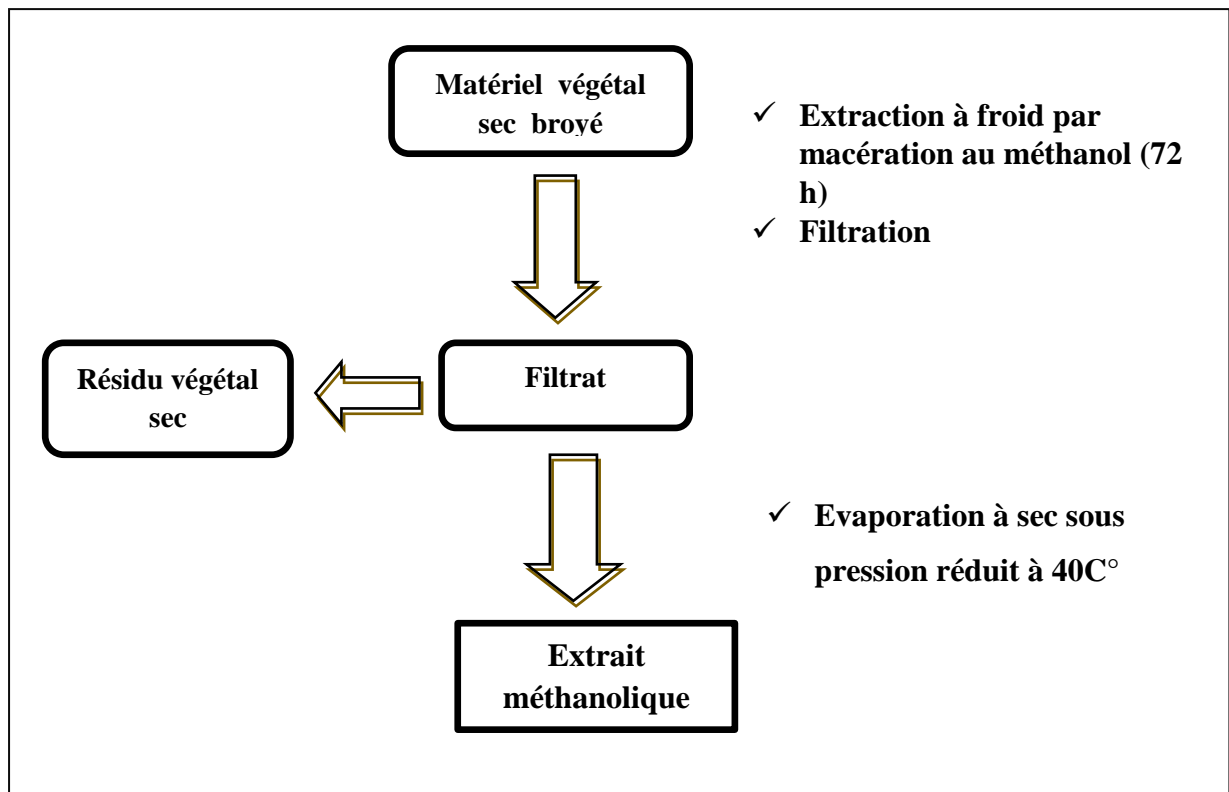 Matériel végétal
sec broyé
✓ Extraction à froid par
macération au méthanol (72
h)
✓ Filtration
Résidu végétal
sec
Filtrat
✓ Evaporation à sec sous
pression réduit à 40C°
Extrait
méthanolique